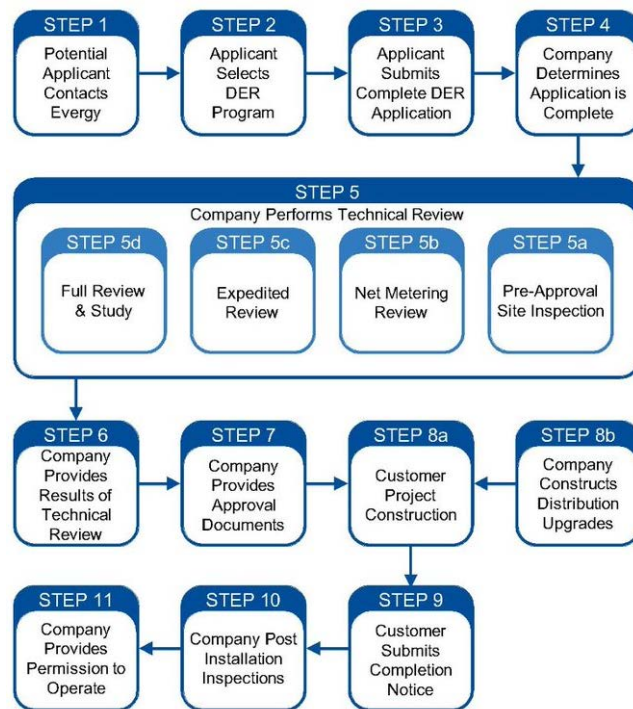 STEP 1
Potential
Applicant
Contacts
Evergy
STEP 2
Applicant
Selects
DER
Program
STEP 3
Applicant
Submits
Complete DER
Application
STEP 4
Company
Determines
Application is
Complete
STEP 5
Company Performs Technical Review
STEP 5d
Full Review
& Study
STEP 5c
Expedited
Review
STEP 5b
Net Metering
Review
STEP 5a
Pre-Approval
Site Inspection
STEP 6
Company
Provides
Results of
Technical
Review
STEP 7
Company
Provides
Approval
Documents
STEP 8a
Customer
Project
Construction
STEP 8b
Company
Constructs
Distribution
Upgrades
STEP 11
Company
Provides
Permission to
Operate
STEP 10
Company Post
Installation
Inspections
STEP 9
Customer
Submits
Completion
Notice